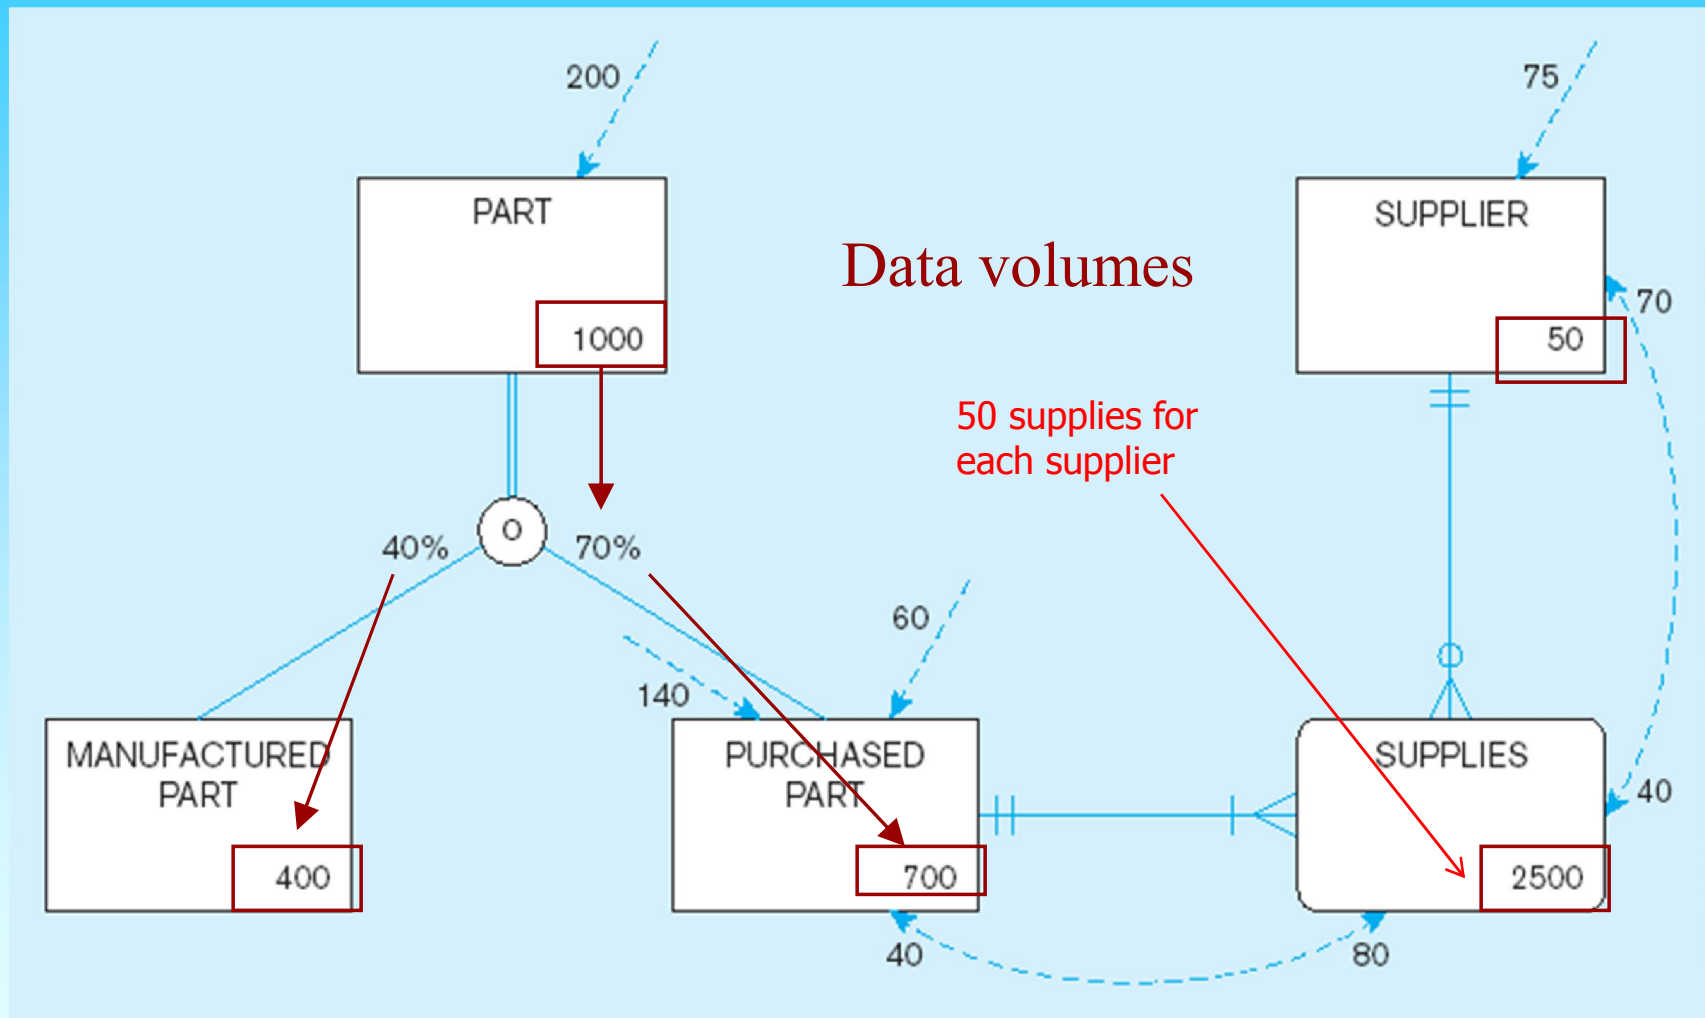 200
75
PART
SUPPLIER
Data volumes
1000
50
70
50 supplies for
each supplier
O
40%
70%
60
140
MANUFACTURED
PART
400
PURCHASED
PART
700
SUPPLIES
2500
40
40
80